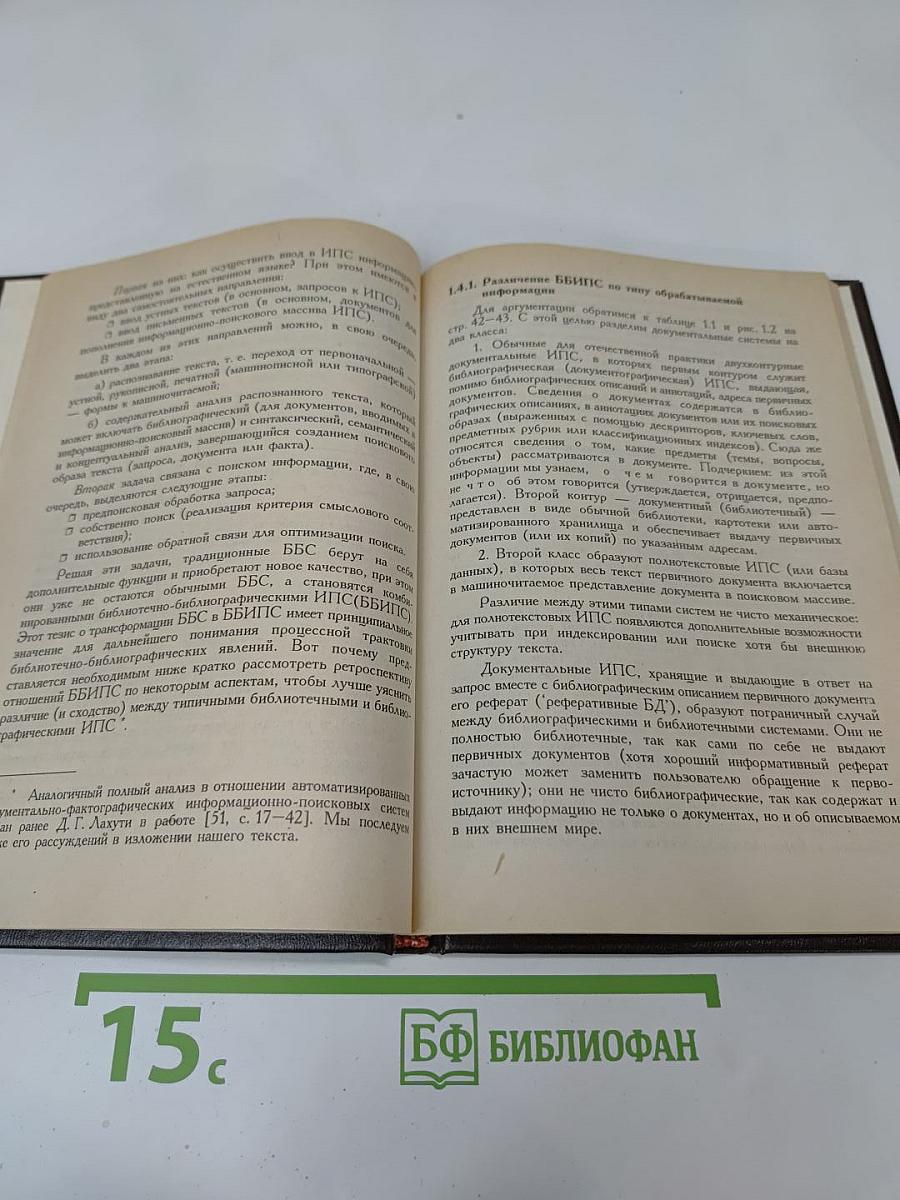 Первая из них: как осуществить ввод в ИПС информации,
представленную на естественном языке? При этом имеются в
виду два самостоятельных направления:
ввод устных текстов (в основном, запросов к ИПС);
ввод письменных текстов (в основном, документов для
пополнения информационно-поискового массива ИПС).
В каждом из этих направлений можно, в свою очередь,
выделить два этапа:
а) распознавание текста, т. е. переход от первоначальной —
устной, рукописной, печатной (машинописной или типографской)
— формы к машиночитаемой;
б) содержательный анализ распознанного текста, который
может включать библиографический (для документов, вводимых в
информационно-поисковый массив) и синтаксический, семантический
и концептуальный анализ, завершающийся созданием поискового
образа текста (запроса, документа или факта).
Вторая задача связана с поиском информации, где, в свою
очередь, выделяются следующие этапы:
предпоисковая обработка запроса;
собственно поиск (реализация критерия смыслового соот-
ветствия);
использование обратной связи для оптимизации поиска.
Решая эти задачи, традиционные ББС берут на себя
дополнительные функции и приобретают новое качество, при этом
они уже не остаются обычными ББС, а становятся комби-
нированными библиотечно-библиографическими ИПС(ББИПС).
Этот тезис о трансформации ББС в ББИПС имеет принципиальное
значение для дальнейшего понимания процессной трактовки
библиотечно-библиографических явлений. Вот почему пред-
ставляется необходимым ниже кратко рассмотреть ретроспективу
отношений ББИПС по некоторым аспектам, чтобы лучше уяснить
различие (и сходство) между типичными библиотечными и библио-
графическими ИПС *.
* Аналогичный полный анализ в отношении автоматизированных
ументально-фактографических информационно-поисковых систем
ан ранее Д. Г. Лахути в работе [51, с. 17—42]. Мы последуем
ке его рассуждений в изложении нашего текста.
1.4.1. Различение ББИПС по типу обрабатываемой
информации
Для аргументации обратимся к таблице 1.1 и рис. 1.2 на
стр. 42—43. С этой целью разделим документальные системы на
два класса:
1. Обычные для отечественной практики двухконтурные
документальные ИПС, в которых первым контуром служит
библиографическая (документографическая) ИПС, выдающая,
помимо библиографических описаний и аннотаций, адреса первичных
документов. Сведения о документах содержатся в библио-
графических описаниях, в аннотациях документов или их поисковых
образах (выраженных с помощью дескрипторов, ключевых слов,
предметных рубрик или классификационных индексов). Сюда же
относятся сведения о том, какие предметы (темы, вопросы,
объекты) рассматриваются в документе. Подчеркнем: из этой
информации мы узнаем, о чем говорится в документе, но
не что об этом говорится (утверждается, отрицается, предпо-
лагается). Второй контур — документный (библиотечный) —
представлен в виде обычной библиотеки, картотеки или авто-
матизированного хранилища и обеспечивает выдачу первичных
документов (или их копий) по указанным адресам.
2. Второй класс образуют полнотекстовые ИПС (или базы
данных), в которых весь текст первичного документа включается
в машиночитаемое представление документа в поисковом массиве.
Различие между этими типами систем не чисто механическое:
для полнотекстовых ИПС появляются дополнительные возможности
учитывать при индексировании или поиске хотя бы внешнюю
структуру текста.
Документальные ИПС, хранящие и выдающие в ответ на
запрос вместе с библиографическим описанием первичного документа
его реферат ('реферативные БД'), образуют пограничный случай
между библиографическими и библиотечными системами. Они не
полностью библиотечные, так как сами по себе не выдают
первичных документов (хотя хороший информативный реферат
зачастую может заменить пользователю обращение к перво-
источнику); они не чисто библиографические, так как содержат и
выдают информацию не только о документах, но и об описываемом
в них внешнем мире.
15 с
БФ БИБЛИОФАН